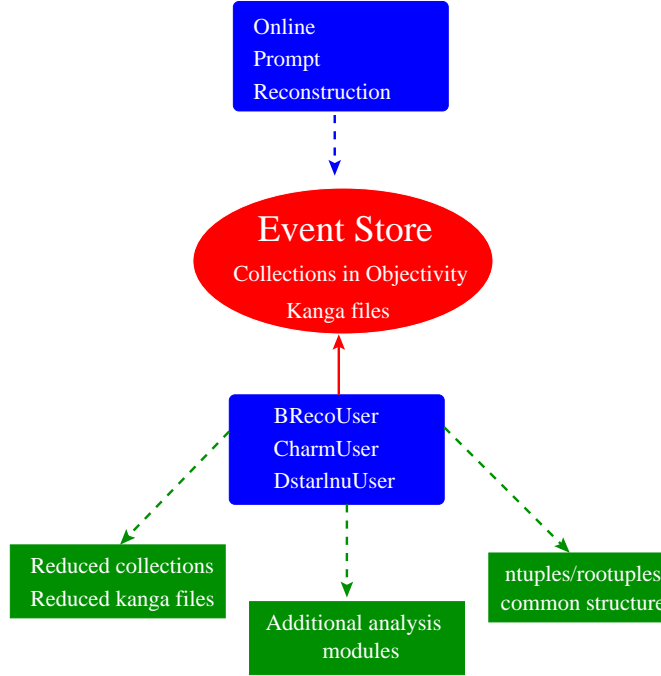 Online
Prompt
Reconstruction
Event Store
Collections in Objectivity
Kanga files
BRecoUser
CharmUser
DstarlnuUser
Reduced collections
Reduced kanga files
Additional analysis
modules
ntuples/rootuples
common structure